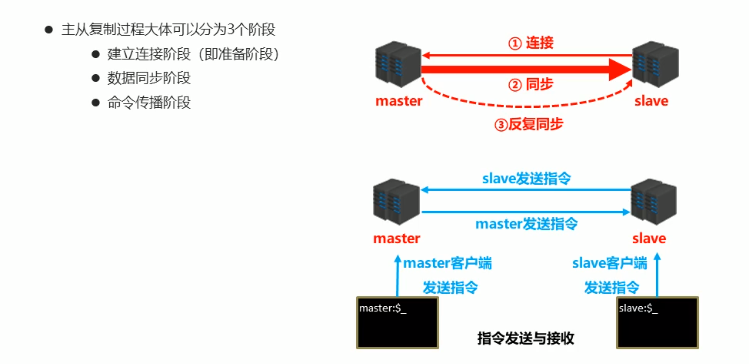 ● 主从复制过程大体可以分为3个阶段
● 建立连接阶段（即准备阶段）
● 数据同步阶段
● 命令传播阶段
① 连接
② 同步
master
slave
③反复同步
slave发送指令
master发送指令
master
slave
master客户端
发送指令
slave客户端
发送指令
master:$_
slave:$_
指令发送与接收